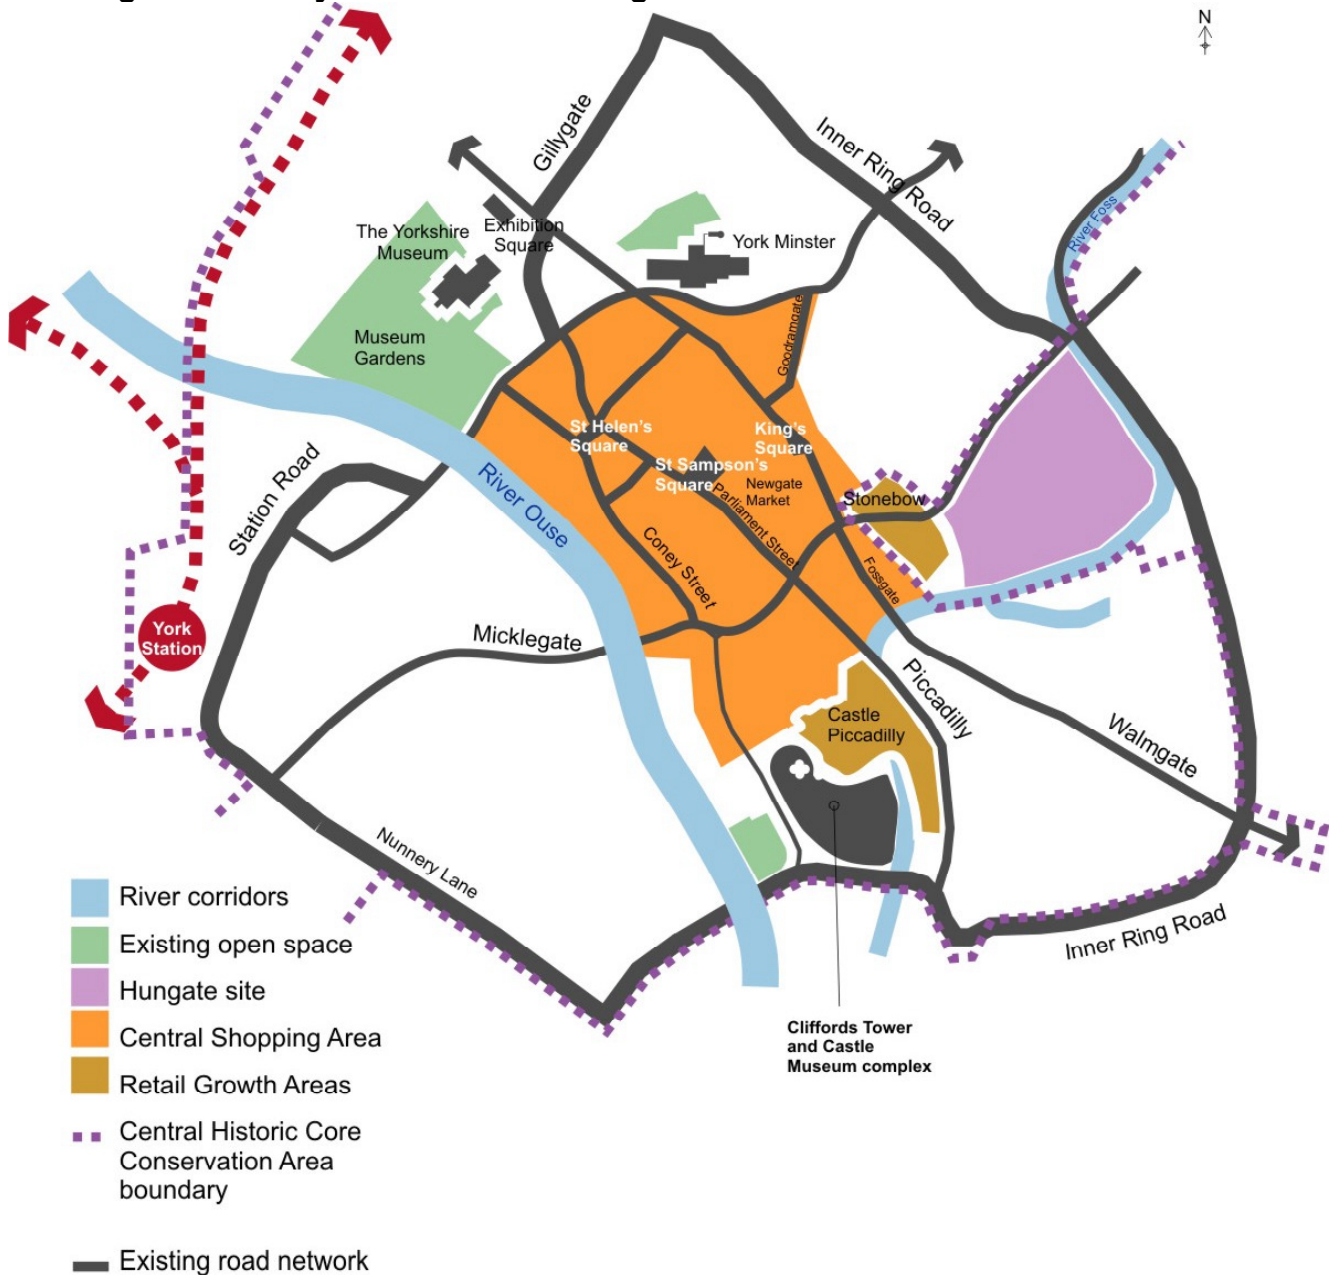 N
Gillygate
Inner Ring Road
River Foss
The Yorkshire
Museum
Exhibition
Square
York Minster
Museum
Gardens
Goodramgate
St Helen's
Square
King's
Square
St Sampson's
Square
Newgate
Market
Parliament Street
Stonebow
Station Road
River Ouse
Coney Street
Fossgate
York
Station
Micklegate
Piccadilly
Castle
Piccadilly
Walmgate
Nunnery Lane
Inner Ring Road
Cliffords Tower
and Castle
Museum complex
River corridors
Existing open space
Hungate site
Central Shopping Area
Retail Growth Areas
Central Historic Core
Conservation Area
boundary
Existing road network